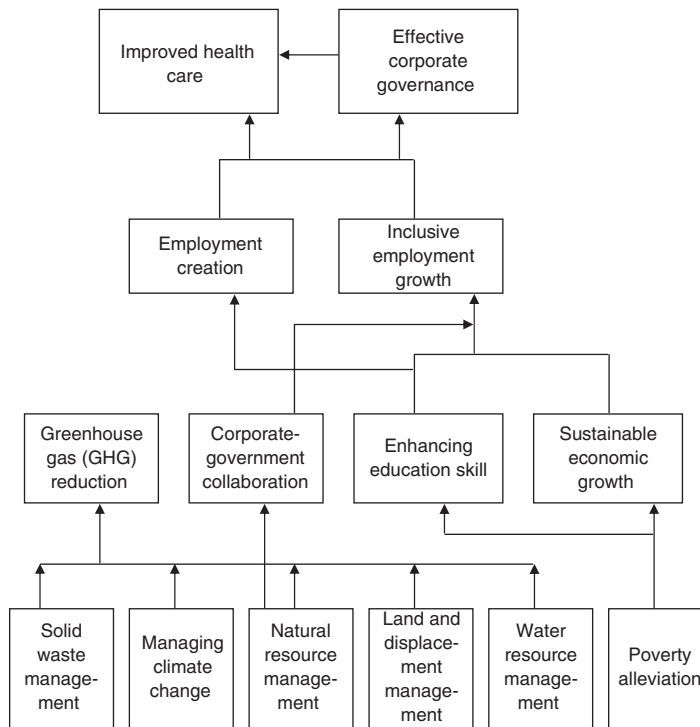 Improved health
care
Effective
corporate
governance
Employment
creation
Inclusive
employment
growth
Greenhouse
gas (GHG)
reduction
Corporate-
government
collaboration
Enhancing
education skill
Sustainable
economic
growth
Solid
waste
manage-
ment
Managing
climate
change
Natural
resource
manage-
ment
Land and
displace-
ment
manage-
ment
Water
resource
manage-
ment
Poverty
alleviation